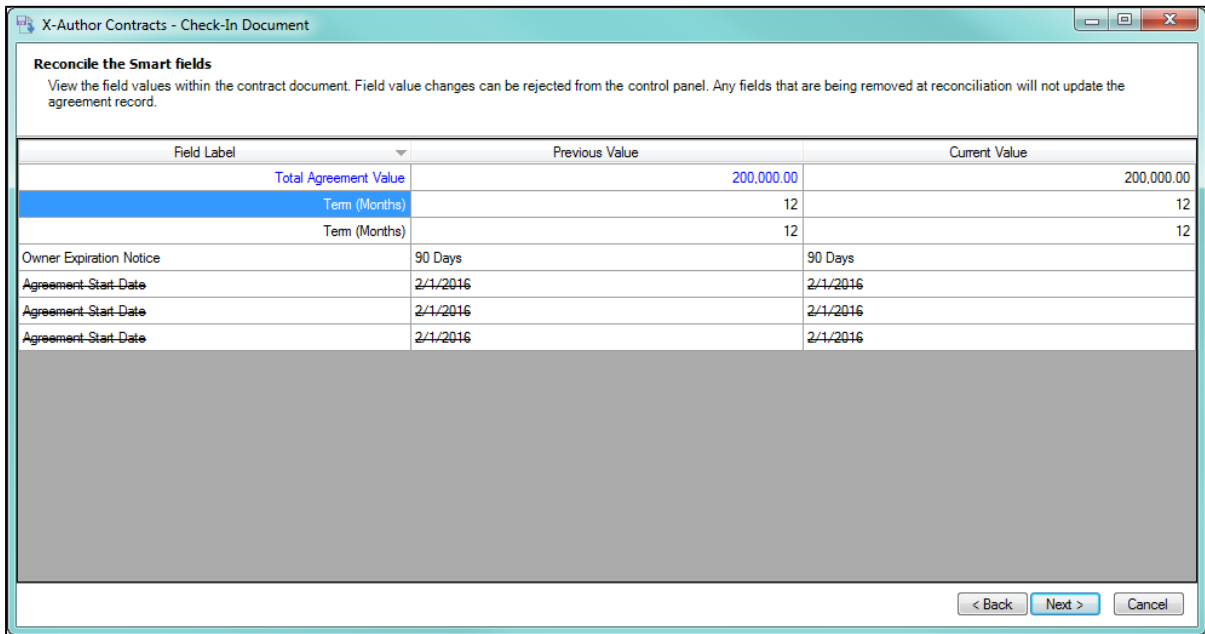 X-Author Contracts - Check-In Document
Reconcile the Smart fields
View the field values within the contract document. Field value changes can be rejected from the control panel. Any fields that are being removed at reconciliation will not update the
agreement record.
Field Label Previous Value Current Value
Total Agreement Value 200,000.00 200,000.00
Term (Months) 12 12
Term (Months) 12 12
Owner Expiration Notice 90 Days 90 Days
Agreement Start Date 2/1/2016 2/1/2016
Agreement Start Date 2/1/2016 2/1/2016
Agreement Start Date 2/1/2016 2/1/2016
< Back Next > Cancel